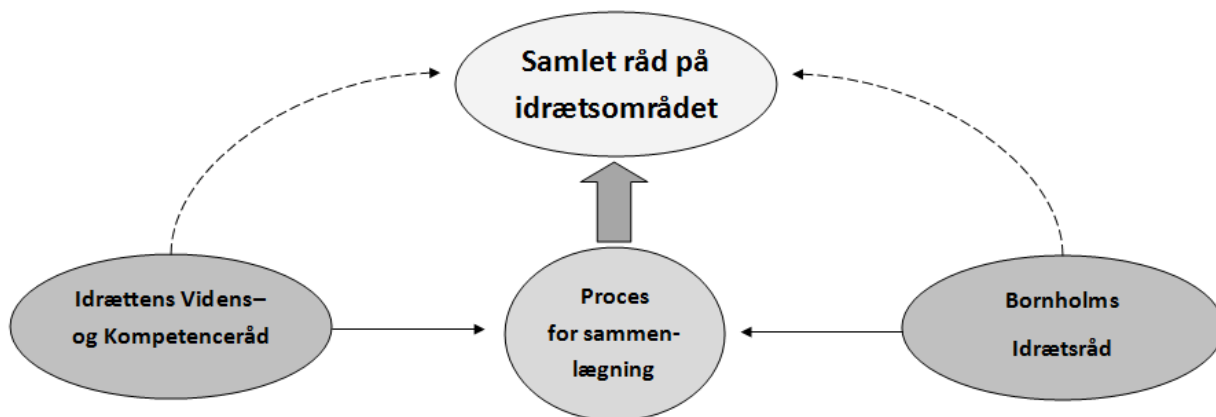 Samlet råd på
idrætsområdet
Idrættens Videns–
og Kompetenceråd
Proces
for sammen-
lægning
Bornholms
Idrætsråd